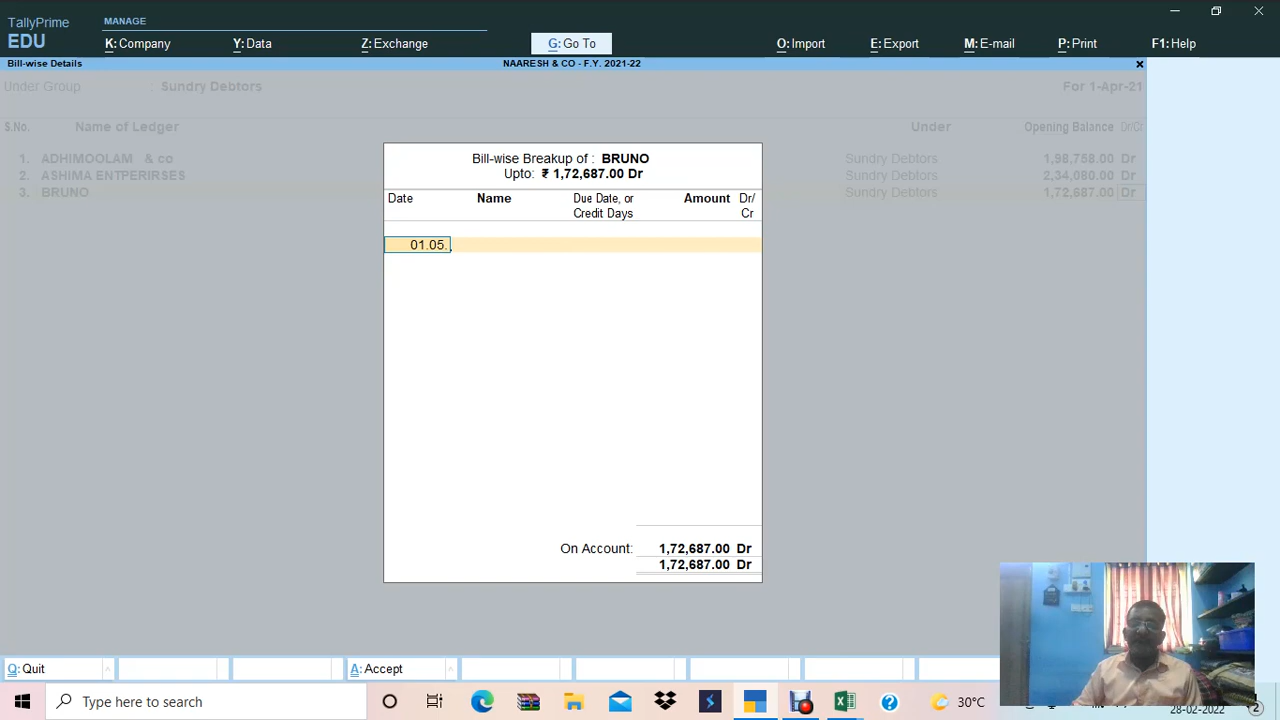 TallyPrime
EDU
MANAGE
K: Company
Y: Data
Z: Exchange
G: Go To
O: Import
E: Export
M: E-mail
P: Print
F1: Help
Bill-wise Details
NAARESH & CO - F.Y. 2021-22
Under Group Sundry Debtors For 1-Apr-21
S.No. Name of Ledger Under Opening Balance Dr/Cr
1. ADHIMOOLAM & co Sundry Debtors 1,98,758.00 Dr
2. ASHIMA ENTPERIRSES Sundry Debtors 2,34,080.00 Dr
3. BRUNO Sundry Debtors 1,72,687.00 Dr
Bill-wise Breakup of : BRUNO
Upto: ₹ 1,72,687.00 Dr
Date Name Due Date, or Amount Dr/
Credit Days Cr
01.05.
On Account: 1,72,687.00 Dr
1,72,687.00 Dr
Q: Quit
A: Accept
Type here to search
30°C
28-02-2022
2